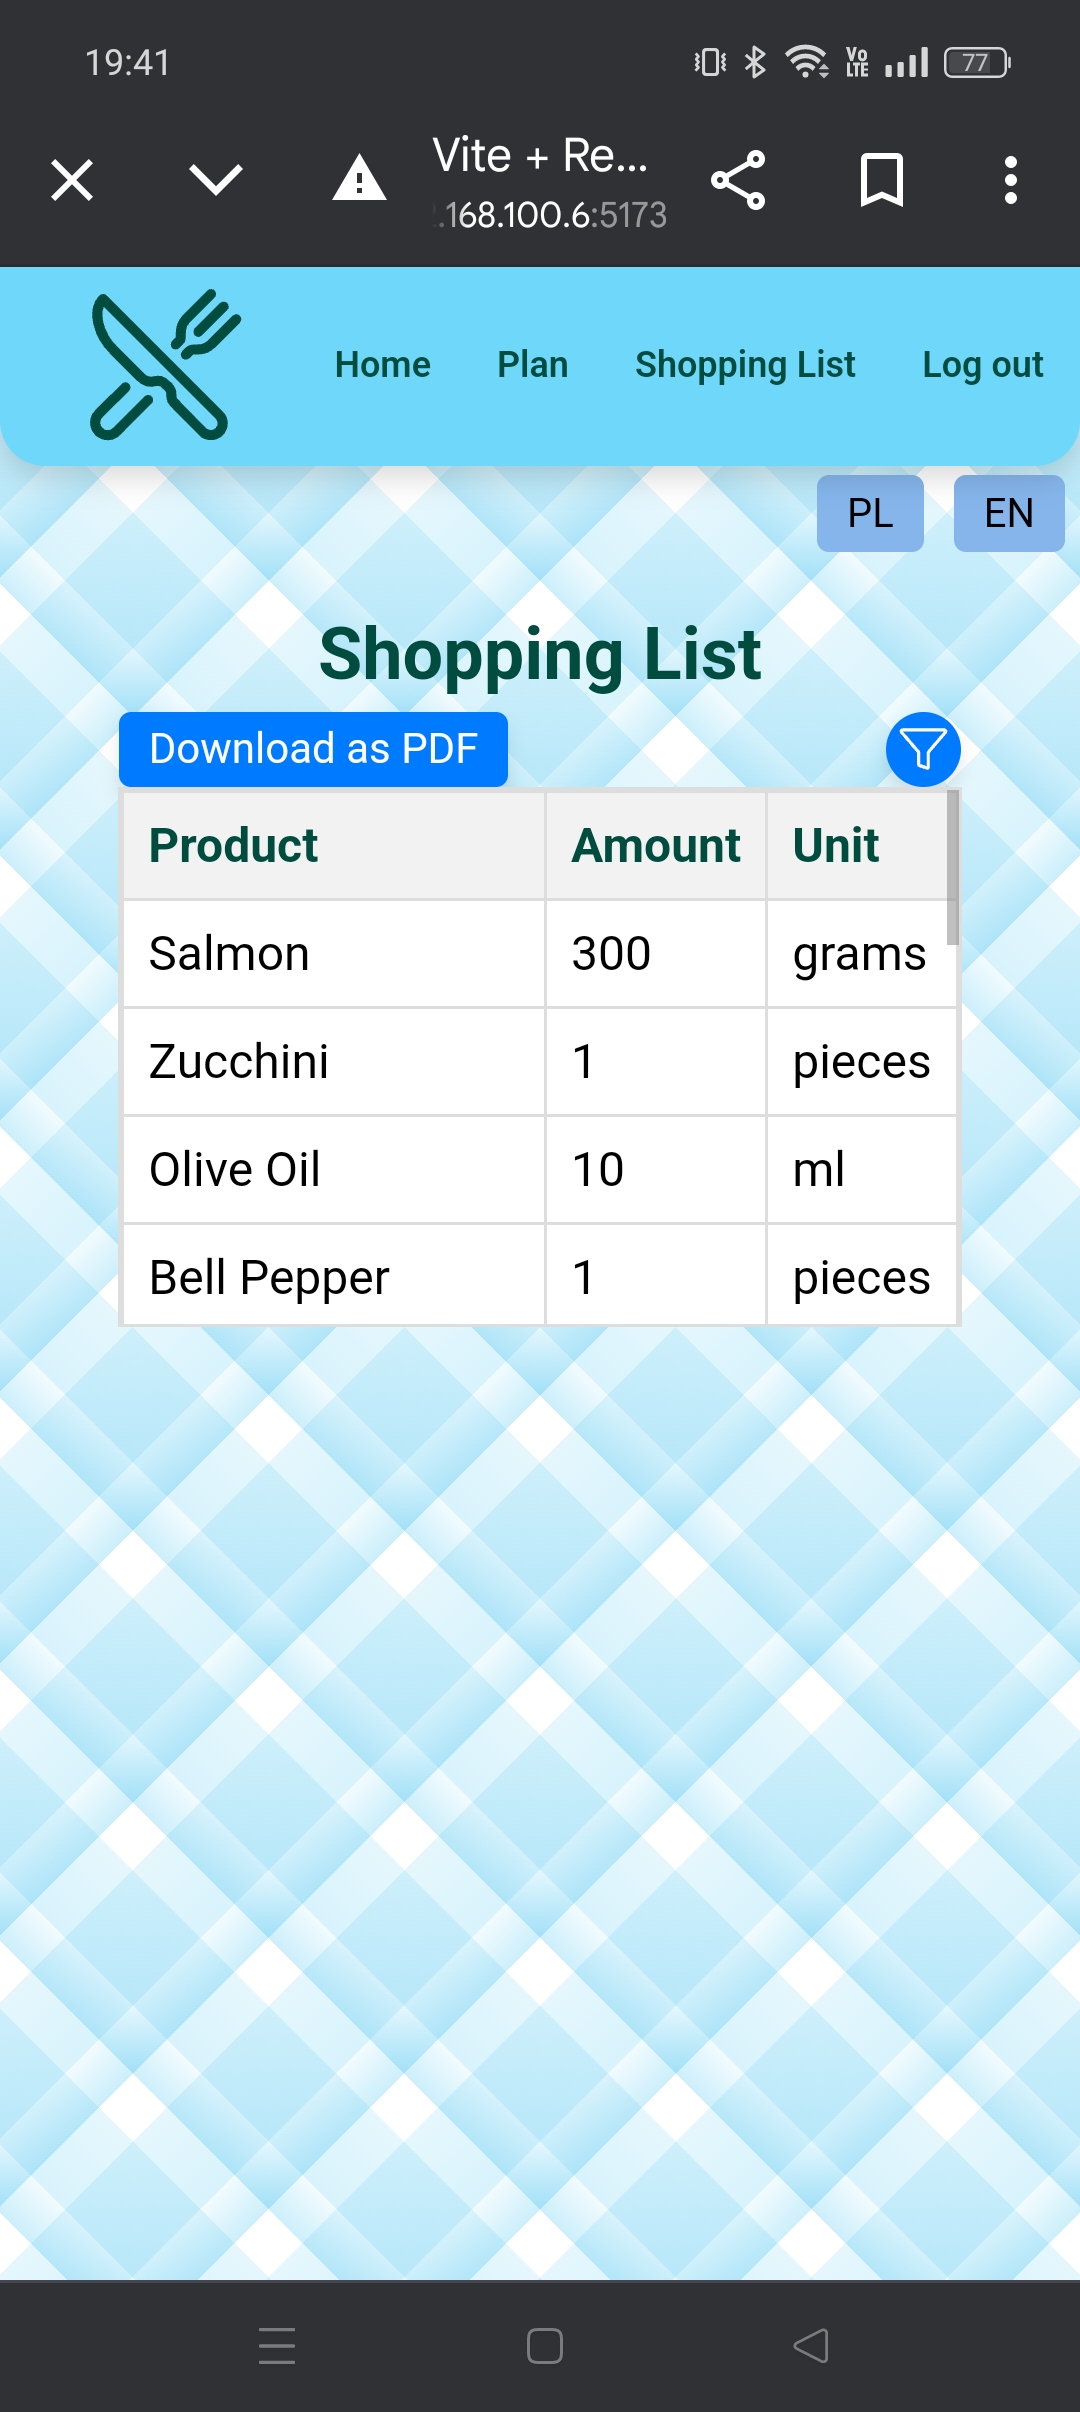 19:41
Vo
LTE
77
Vite + Re...
.168.100.6:5173
Home Plan Shopping List Log out
PL EN
Shopping List
Download as PDF
Product Amount Unit
Salmon 300 grams
Zucchini 1 pieces
Olive Oil 10 ml
Bell Pepper 1 pieces